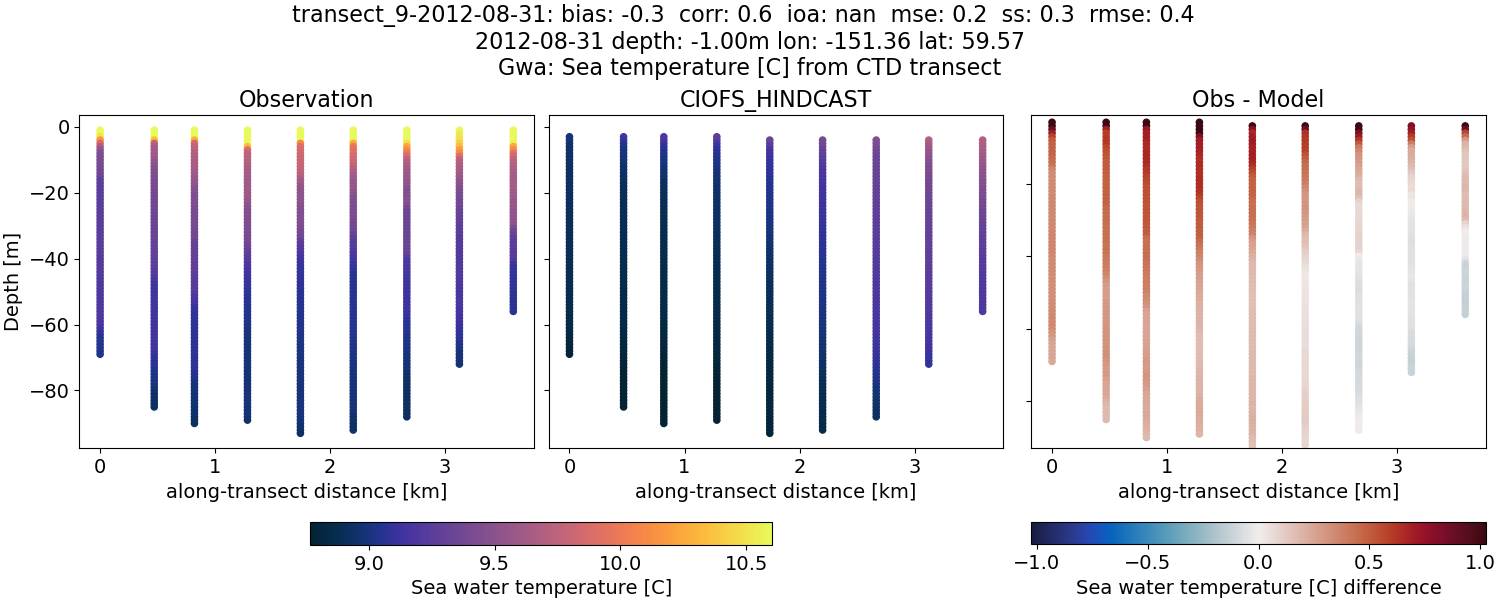 transect_9-2012-08-31: bias: -0.3  corr: 0.6  ioa: nan  mse: 0.2  ss: 0.3  rmse: 0.4
2012-08-31 depth: -1.00m lon: -151.36 lat: 59.57
Gwa: Sea temperature [C] from CTD transect
Observation
CIOFS_HINDCAST
Obs - Model
Depth [m]
0
−20
−40
−60
−80
0 1 2 3
0 1 2 3
0 1 2 3
along-transect distance [km]
along-transect distance [km]
along-transect distance [km]
9.0 9.5 10.0 10.5
Sea water temperature [C]
−1.0 −0.5 0.0 0.5 1.0
Sea water temperature [C] difference